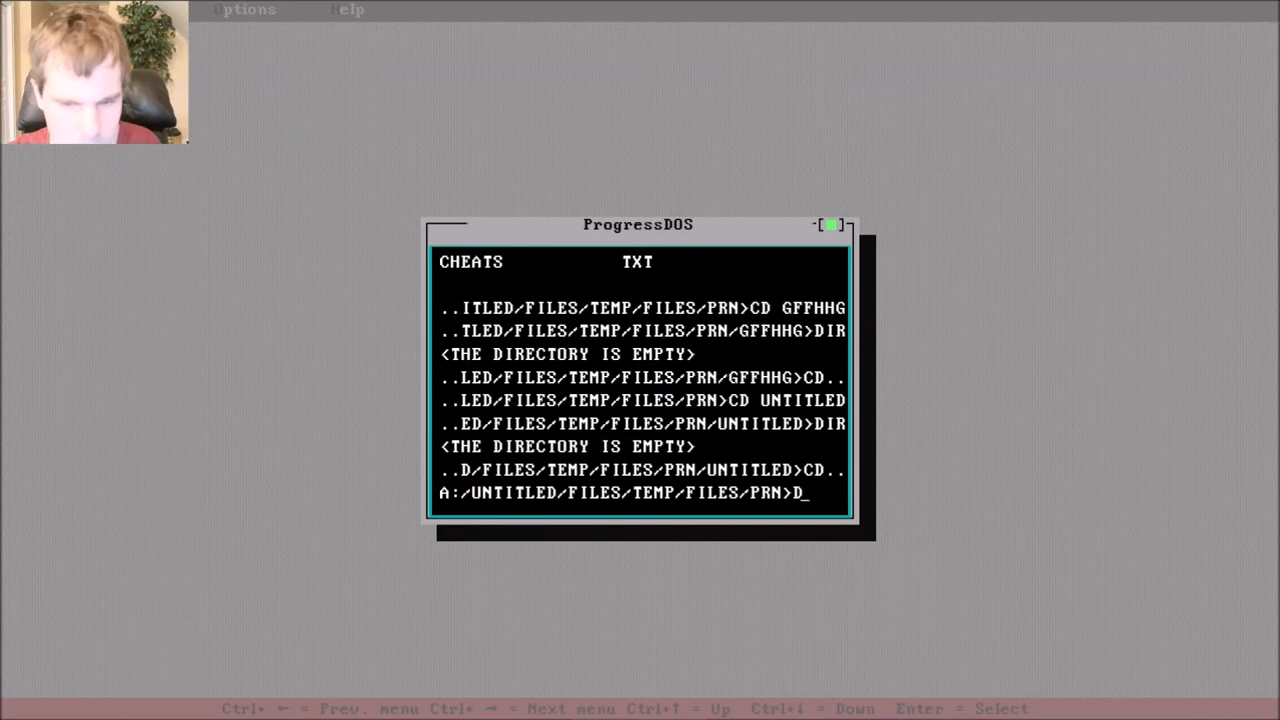 Options Help
ProgressDOS
CHEATS TXT
..ITLED/FILES/TEMP/FILES/PRN>CD GFFHHG
..TLED/FILES/TEMP/FILES/PRN/GFFHHG>DIR
<THE DIRECTORY IS EMPTY>
..LED/FILES/TEMP/FILES/PRN/GFFHHG>CD..
..LED/FILES/TEMP/FILES/PRN>CD UNTITLED
..ED/FILES/TEMP/FILES/PRN/UNTITLED>DIR
<THE DIRECTORY IS EMPTY>
..D/FILES/TEMP/FILES/PRN/UNTITLED>CD..
A:/UNTITLED/FILES/TEMP/FILES/PRN>D_
Ctrl+ ← = Prev. menu Ctrl+ → = Next menu Ctrl+↑ = Up Ctrl+↓ = Down Enter = Select